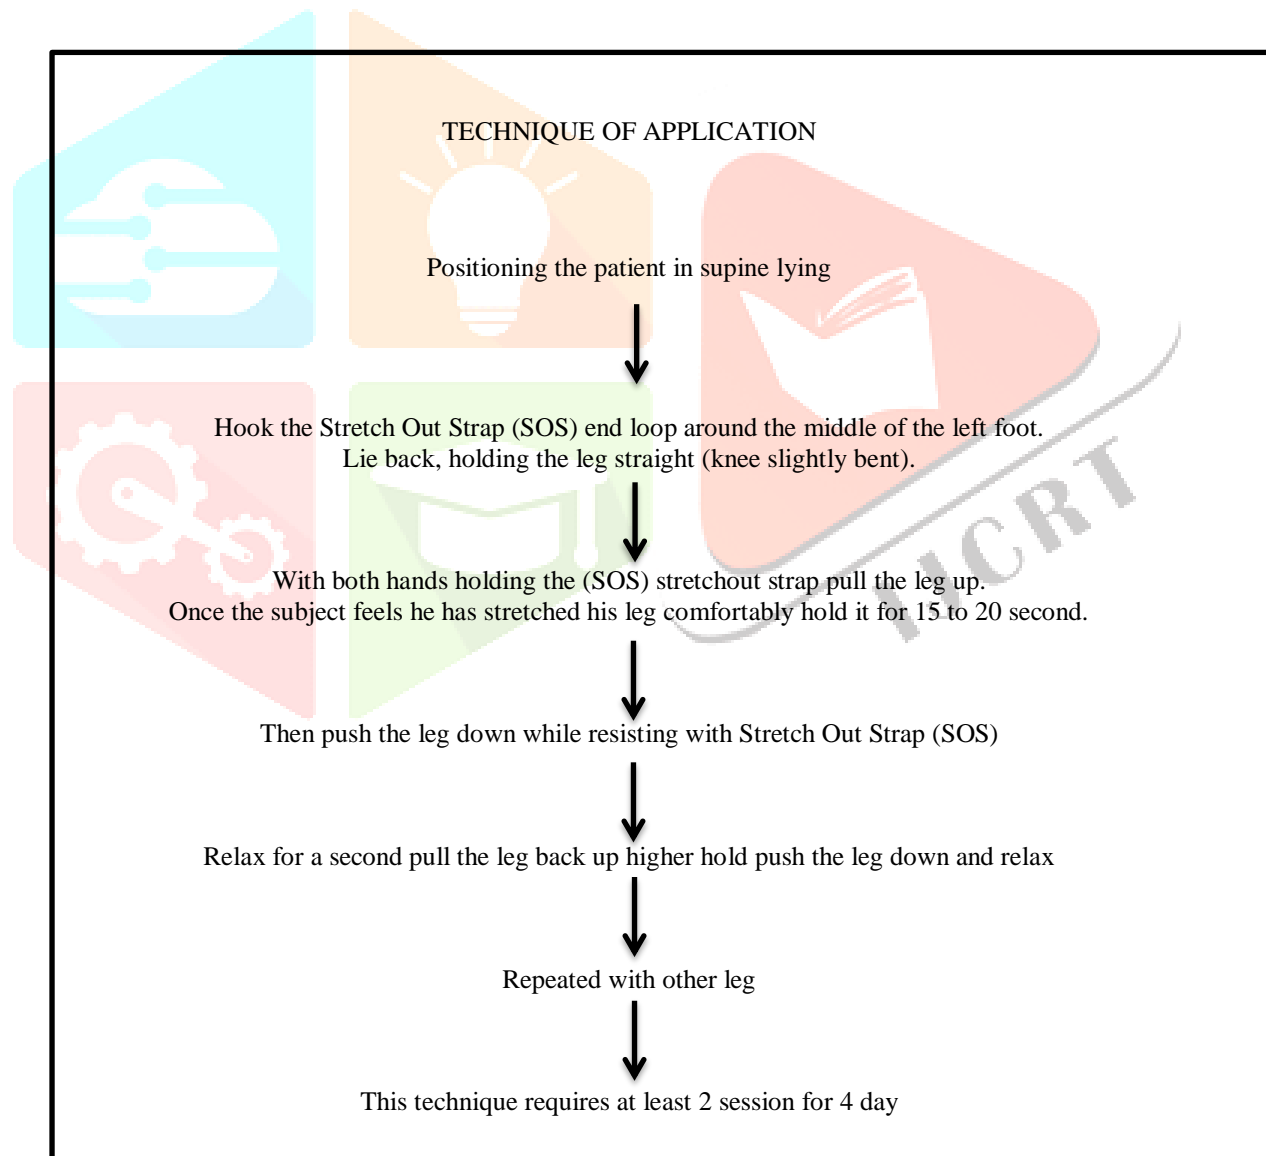 TECHNIQUE OF APPLICATION
Positioning the patient in supine lying
Hook the Stretch Out Strap (SOS) end loop around the middle of the left foot.
Lie back, holding the leg straight (knee slightly bent).
With both hands holding the (SOS) stretchout strap pull the leg up.
Once the subject feels he has stretched his leg comfortably hold it for 15 to 20 second.
IJCRT
Then push the leg down while resisting with Stretch Out Strap (SOS)
Relax for a second pull the leg back up higher hold push the leg down and relax
Repeated with other leg
This technique requires at least 2 session for 4 day